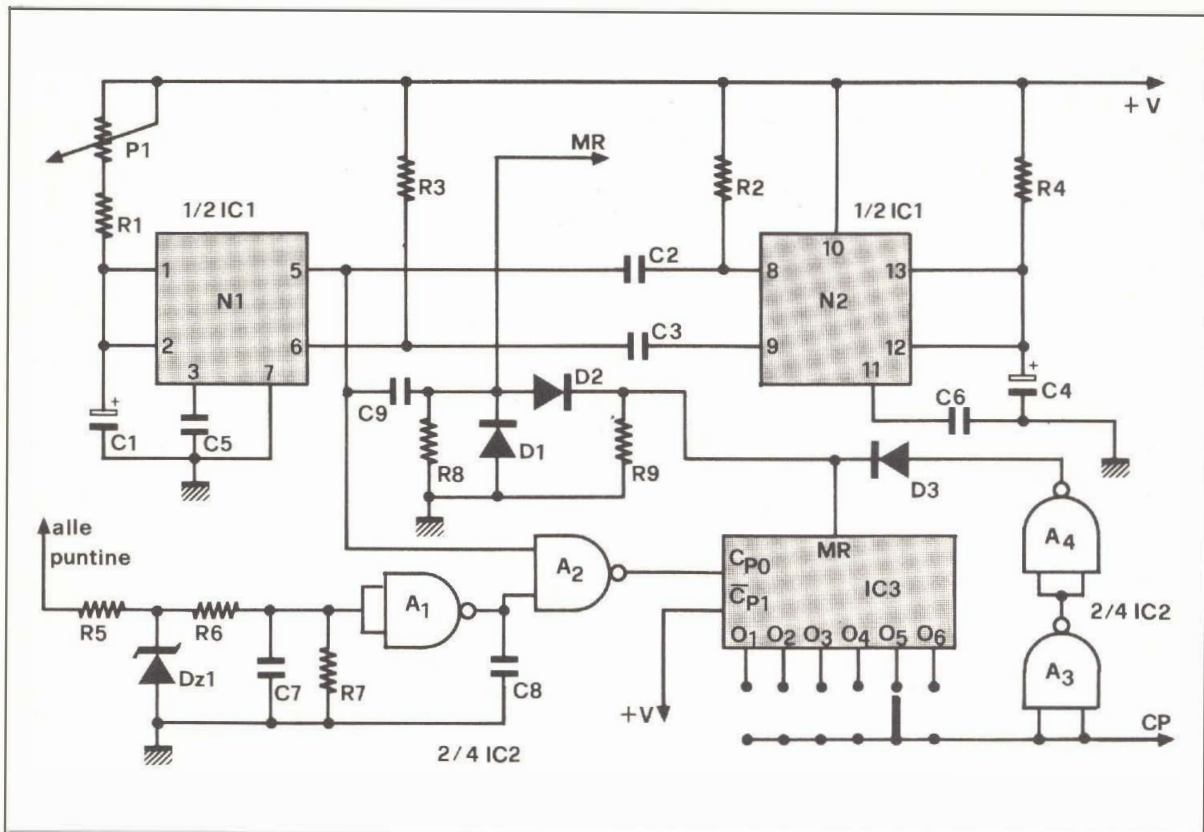 +V
P1
MR
R3
R2
R4
R1
1/2 IC1
1/2 IC1
10
1
5
C2
8
13
N1
N2
2
6
C3
9
12
3
7
11
C9
D2
C6
C4
C1
C5
R8
D1
R9
D3
alle
puntine
A2
MR
CP0
A4
A1
CP1
IC3
R5
R6
O1 O2 O3 O4 O5 O6
2/4 IC2
Dz1
C7
R7
C8
A3
+V
2/4 IC2
CP